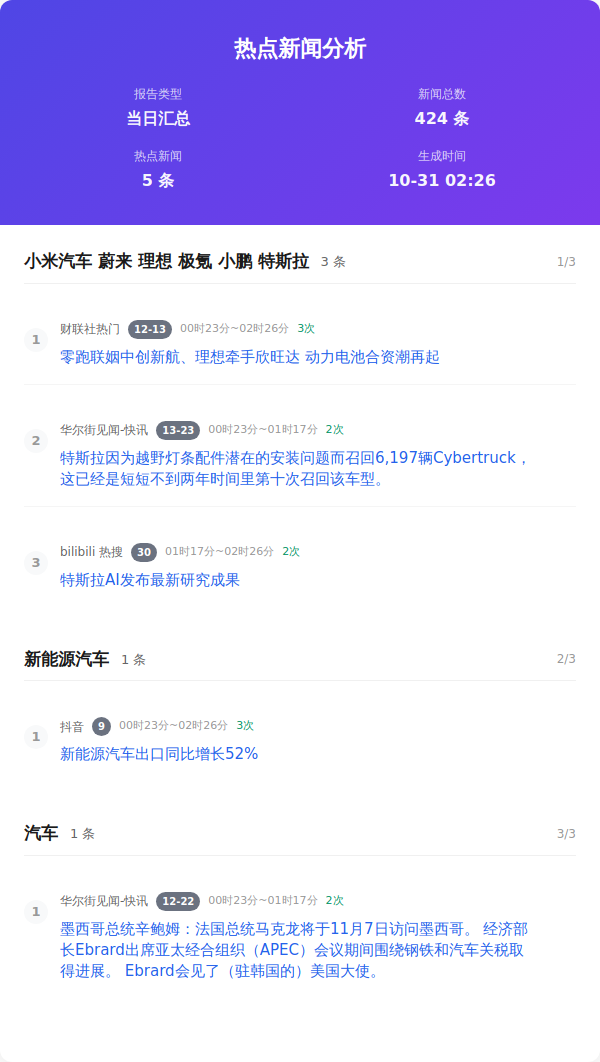 热点新闻分析
报告类型
新闻总数
当日汇总
424 条
热点新闻
生成时间
5 条
10-31 02:26
小米汽车 蔚来 理想 极氪 小鹏 特斯拉 3 条 1/3
1
财联社热门 12-13 00时23分~02时26分 3次
零跑联姻中创新航、理想牵手欣旺达 动力电池合资潮再起
2
华尔街见闻-快讯 13-23 00时23分~01时17分 2次
特斯拉因为越野灯条配件潜在的安装问题而召回6,197辆Cybertruck，
这已经是短短不到两年时间里第十次召回该车型。
3
bilibili 热搜 30 01时17分~02时26分 2次
特斯拉AI发布最新研究成果
新能源汽车 1 条 2/3
1
抖音 9 00时23分~02时26分 3次
新能源汽车出口同比增长52%
汽车 1 条 3/3
1
华尔街见闻-快讯 12-22 00时23分~01时17分 2次
墨西哥总统辛鲍姆：法国总统马克龙将于11月7日访问墨西哥。 经济部
长Ebrard出席亚太经合组织（APEC）会议期间围绕钢铁和汽车关税取
得进展。 Ebrard会见了（驻韩国的）美国大使。